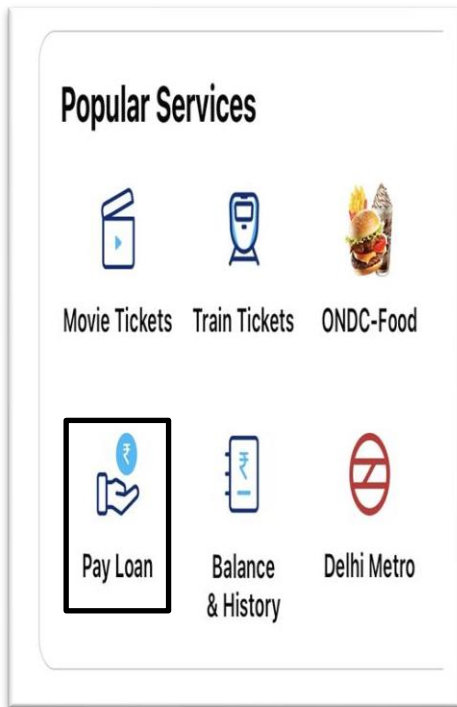 Popular Services
Movie Tickets Train Tickets ONDC-Food
₹ ₹
Pay Loan Balance Delhi Metro
& History